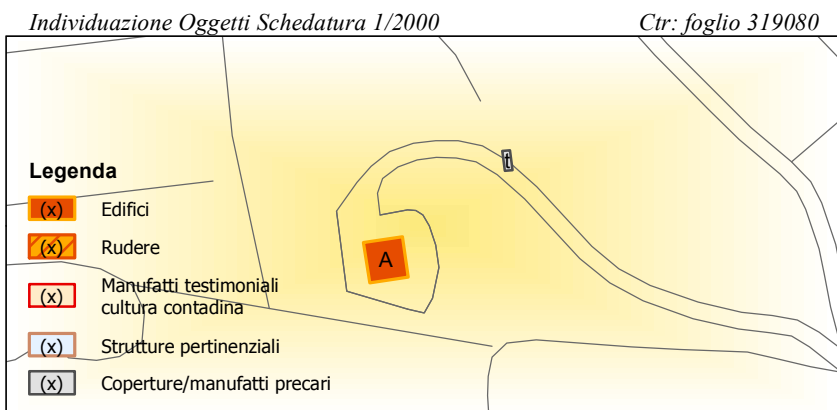 Individuazione Oggetti Schedatura 1/2000 Ctr: foglio 319080
t
Legenda
(x) Edifici
A
(x) Rudere
(x) Manufatti testimoniali
cultura contadina
(x) Strutture pertinenziali
(x) Coperture/manufatti precari